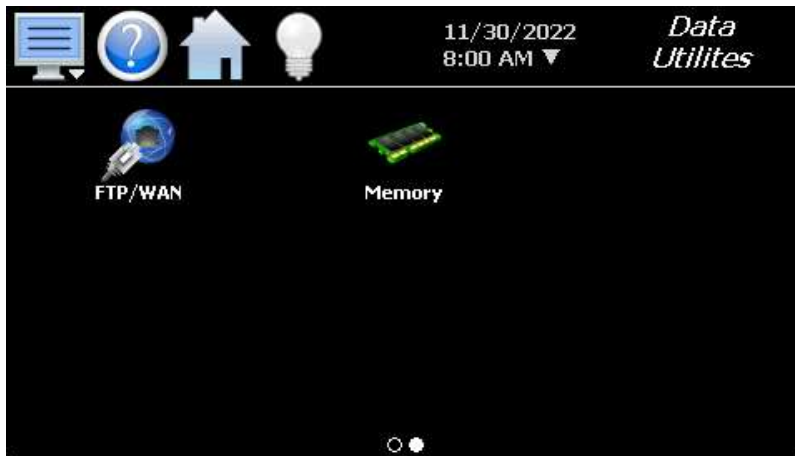 11/30/2022
8:00 AM ▼
Data
Utilites
?
FTP/WAN
Memory